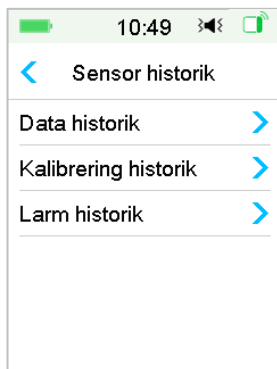 10:49
Sensor historik
Data historik
Kalibrering historik
Larm historik